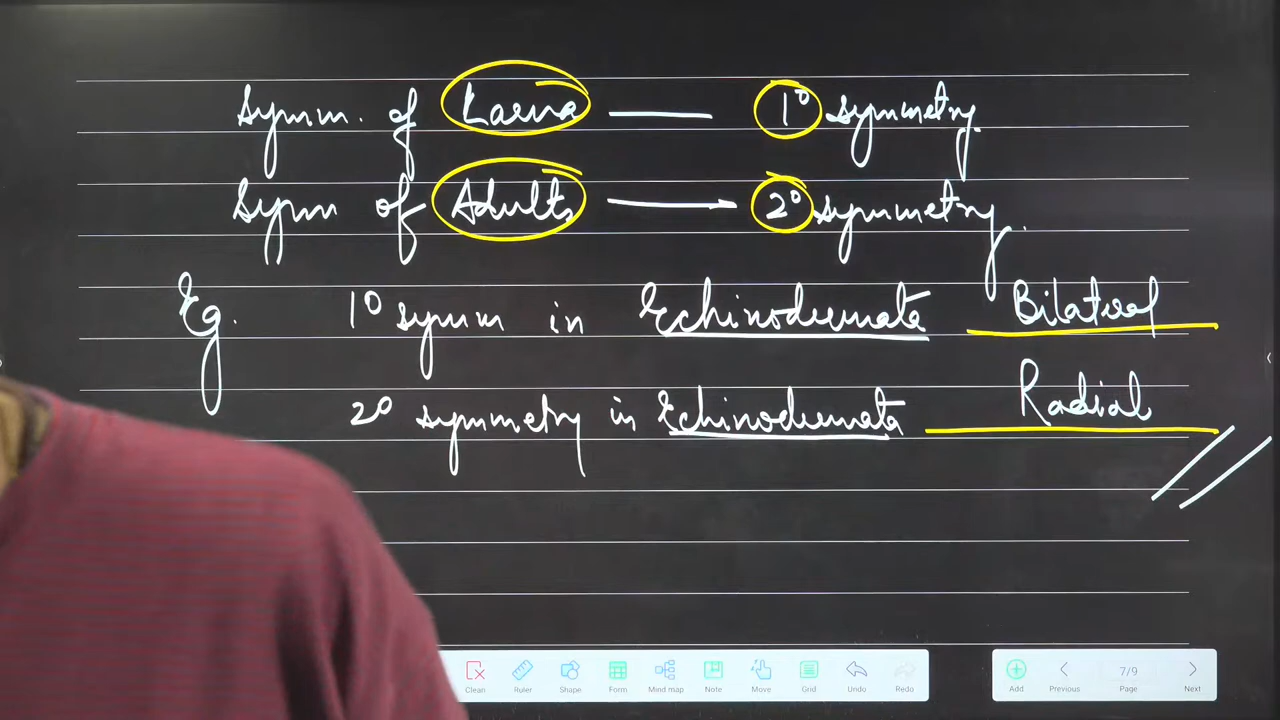 Symm. of Larva — 1° symmetry.
Symm of Adults → 2° symmetry.
Eg. 1° symm in Echinodermata Bilateral
2° symmetry in Echinodermata Radial
Clean Ruler Shape Form Mind map Note Move Grid Undo Redo
Add Previous 7/9 Page Next